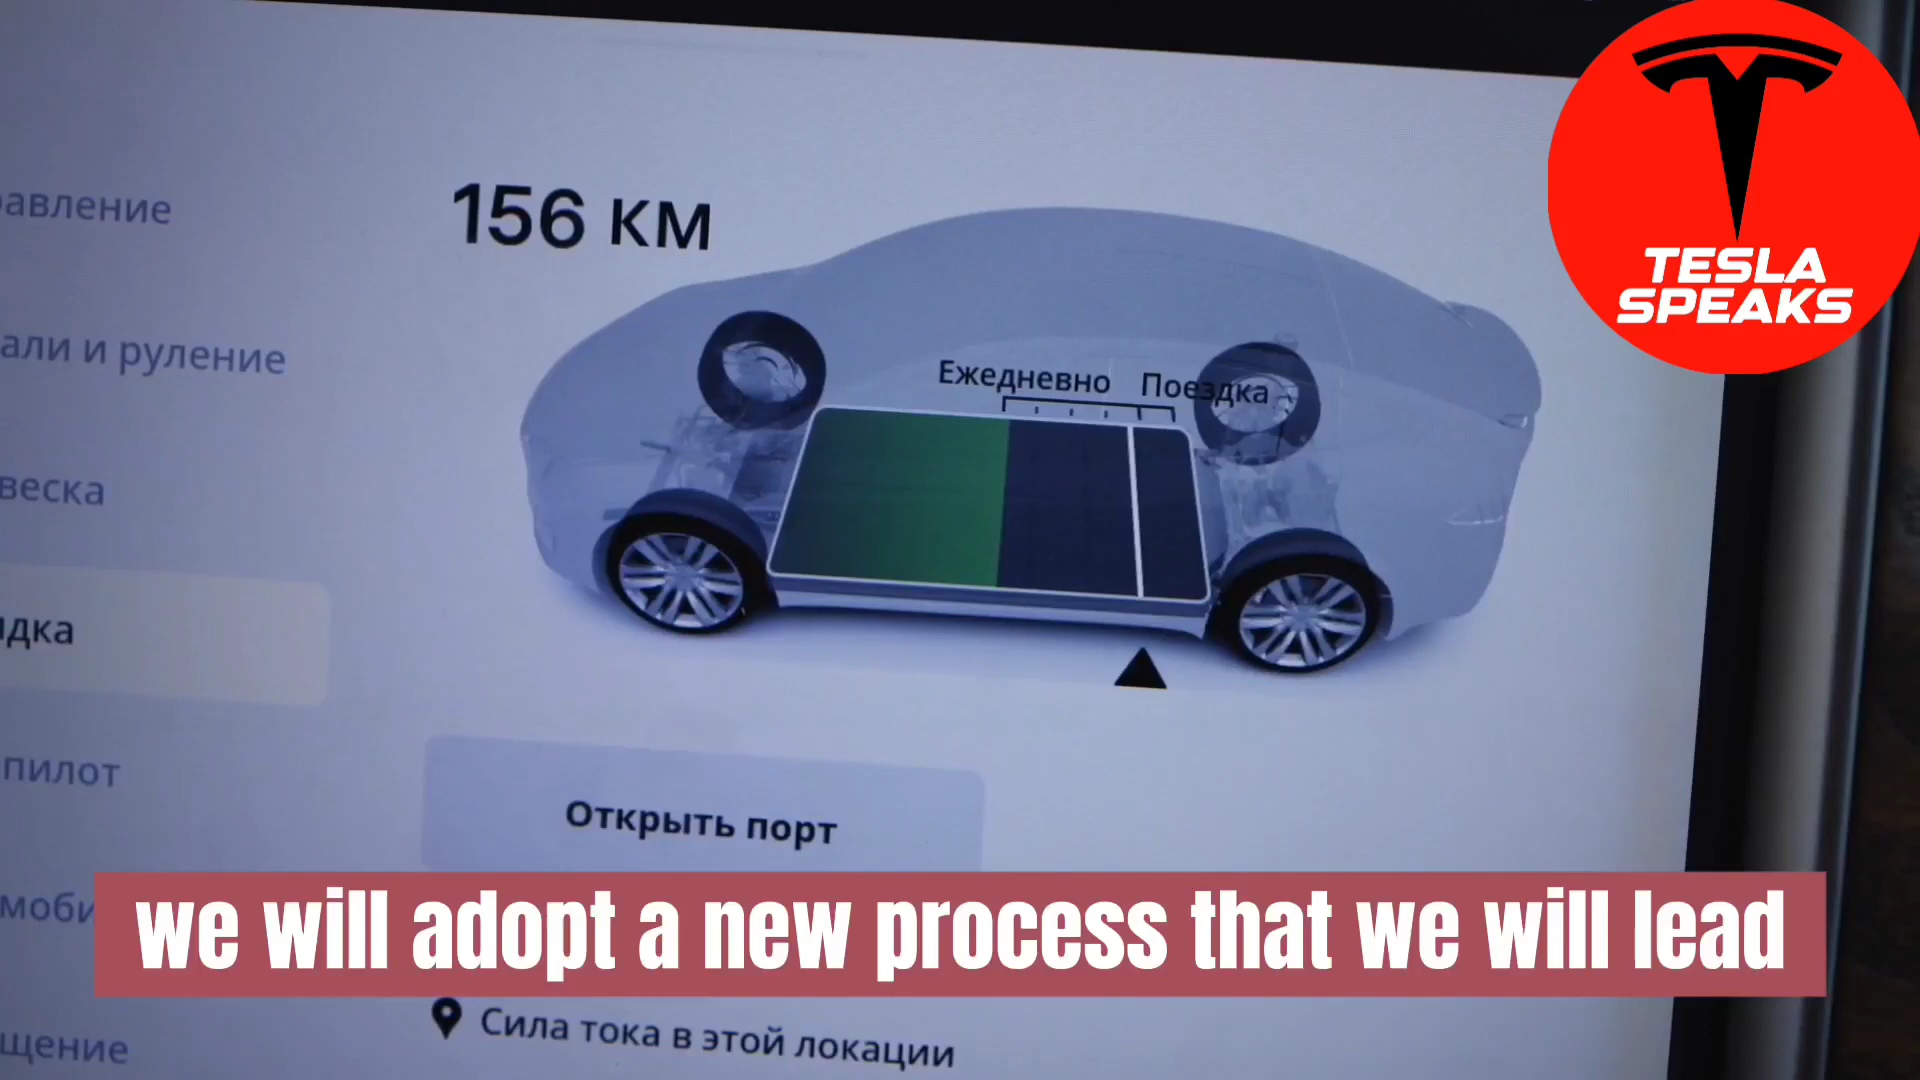 TESLA
SPEAKS
156 км
равление
али и руление
Ежедневно Поездка
веска
дка
пилот
Открыть порт
моби
we will adopt a new process that we will lead
Сила тока в этой локации
щение